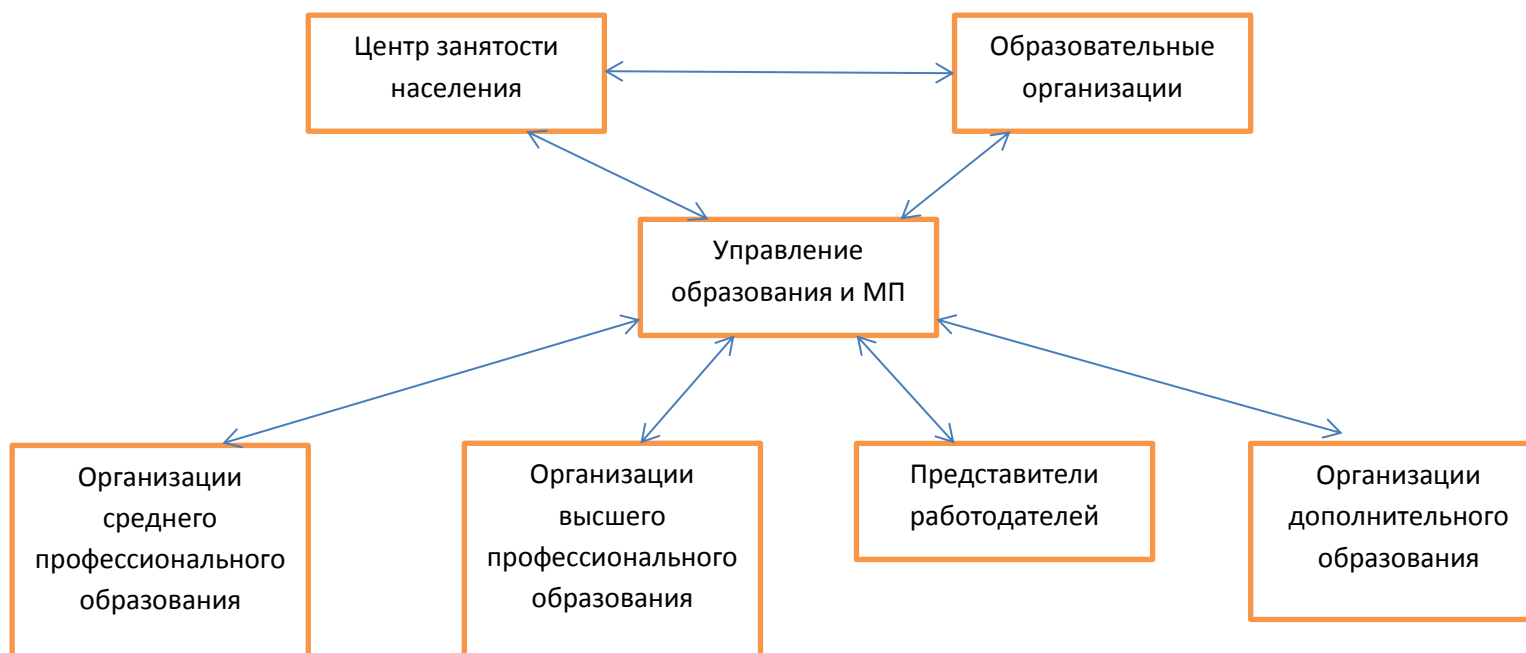 Центр занятости
населения
Образовательные
организации
Управление
образования и МП
Организации
среднего
профессионального
образования
Организации
высшего
профессионального
образования
Представители
работодателей
Организации
дополнительного
образования